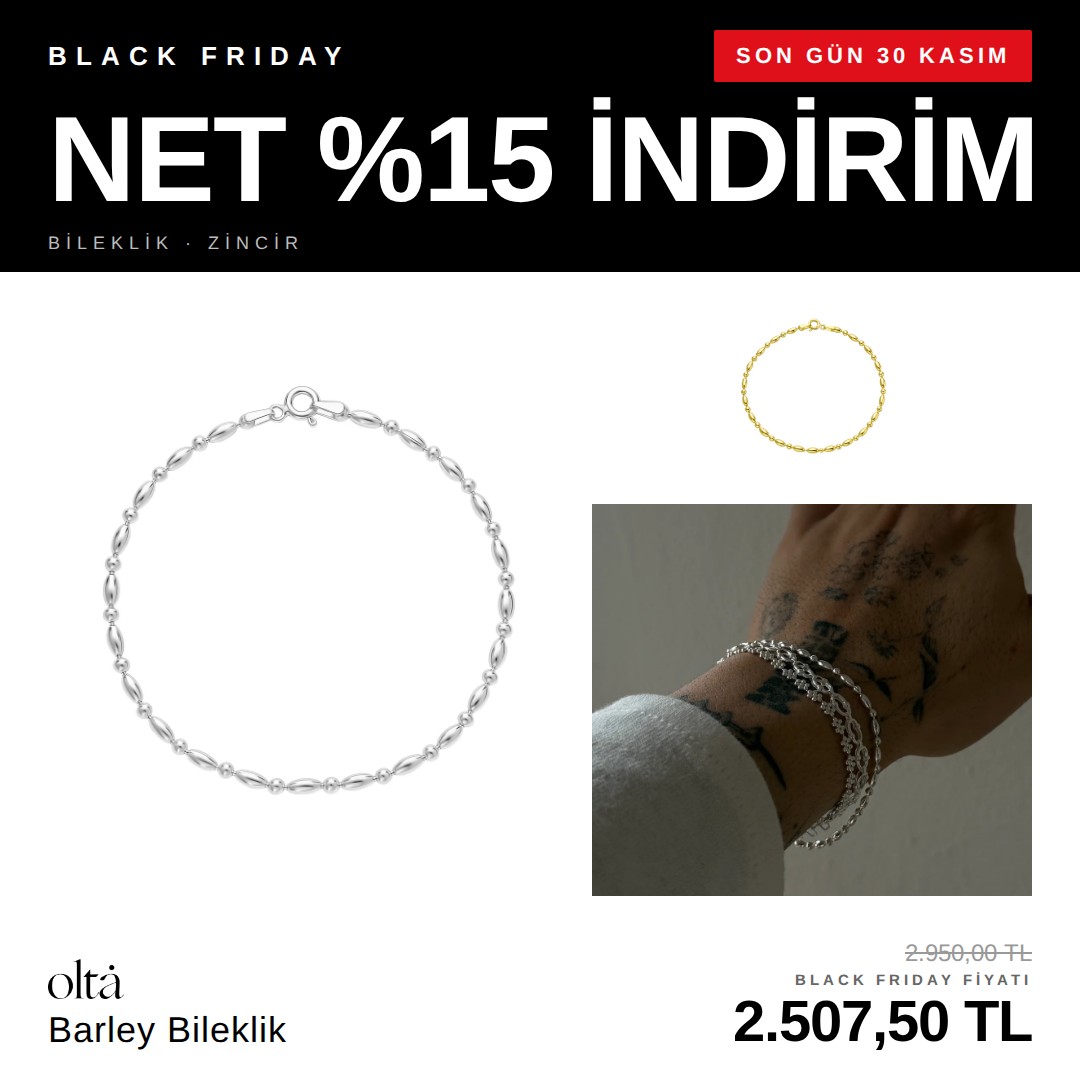 BLACK FRIDAY
SON GÜN 30 KASIM
NET %15 İNDİRİM
BİLEKLİK · ZİNCİR
olta
Barley Bileklik
2.950,00 TL
BLACK FRIDAY FİYATI
2.507,50 TL